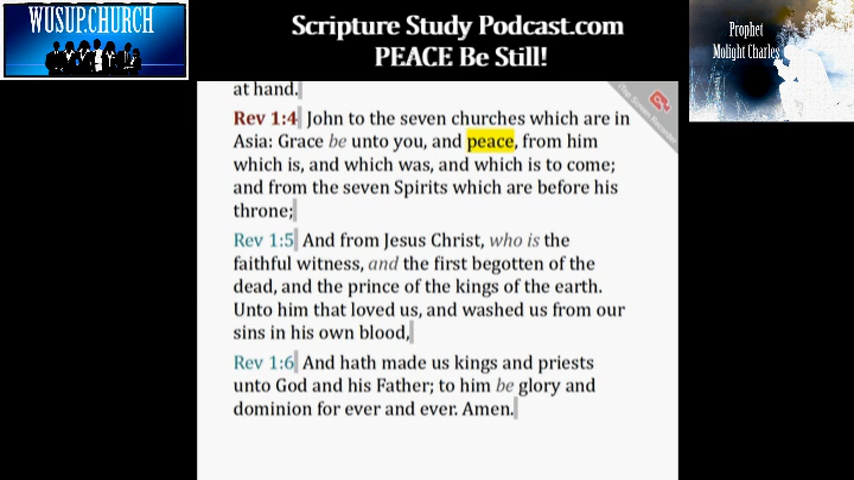 WUSUP.CHURCH
Scripture Study Podcast.com
PEACE Be Still!
Prophet
Molight Charles
iTop Screen Recorder
at hand.
Rev 1:4 John to the seven churches which are in
Asia: Grace be unto you, and peace, from him
which is, and which was, and which is to come;
and from the seven Spirits which are before his
throne;
Rev 1:5 And from Jesus Christ, who is the
faithful witness, and the first begotten of the
dead, and the prince of the kings of the earth.
Unto him that loved us, and washed us from our
sins in his own blood,
Rev 1:6 And hath made us kings and priests
unto God and his Father; to him be glory and
dominion for ever and ever. Amen.